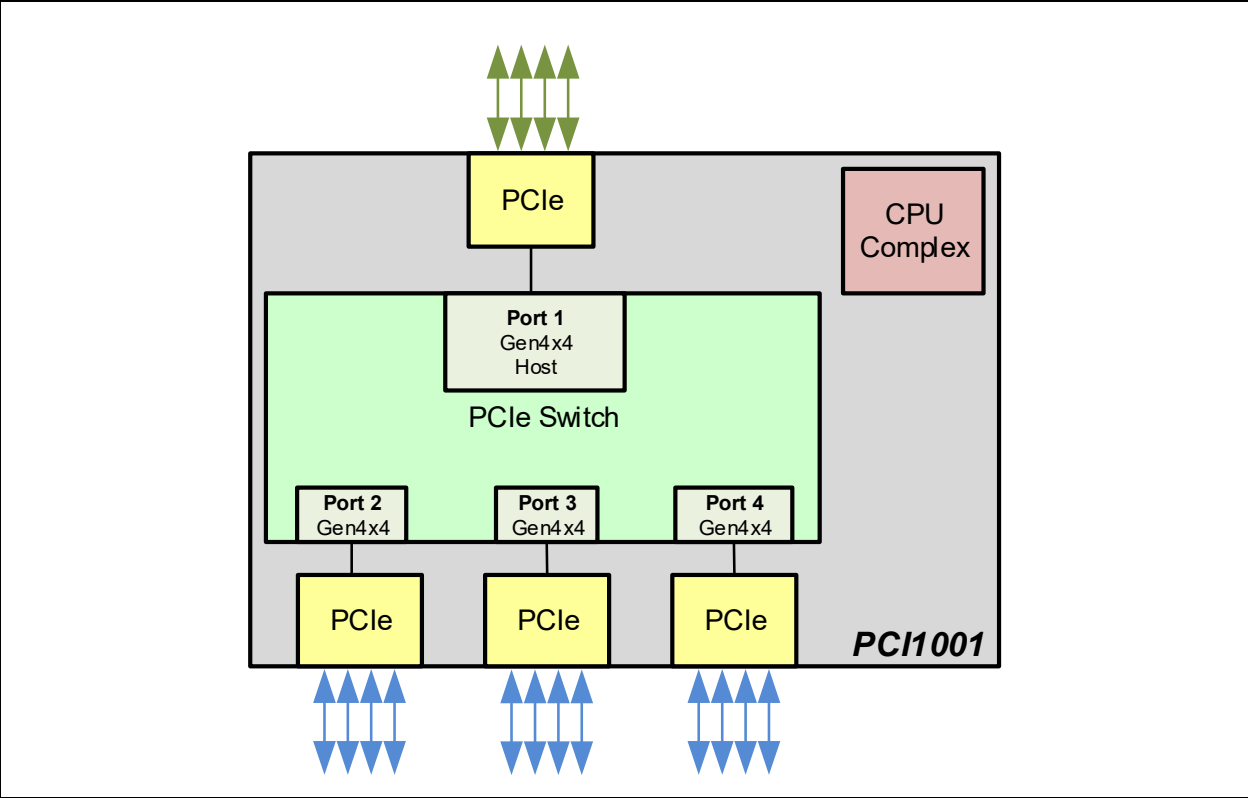 PCIe
CPU
Complex
Port 1
Gen4x4
Host
PCIe Switch
Port 2
Gen4x4
Port 3
Gen4x4
Port 4
Gen4x4
PCIe
PCIe
PCIe
PCI1001